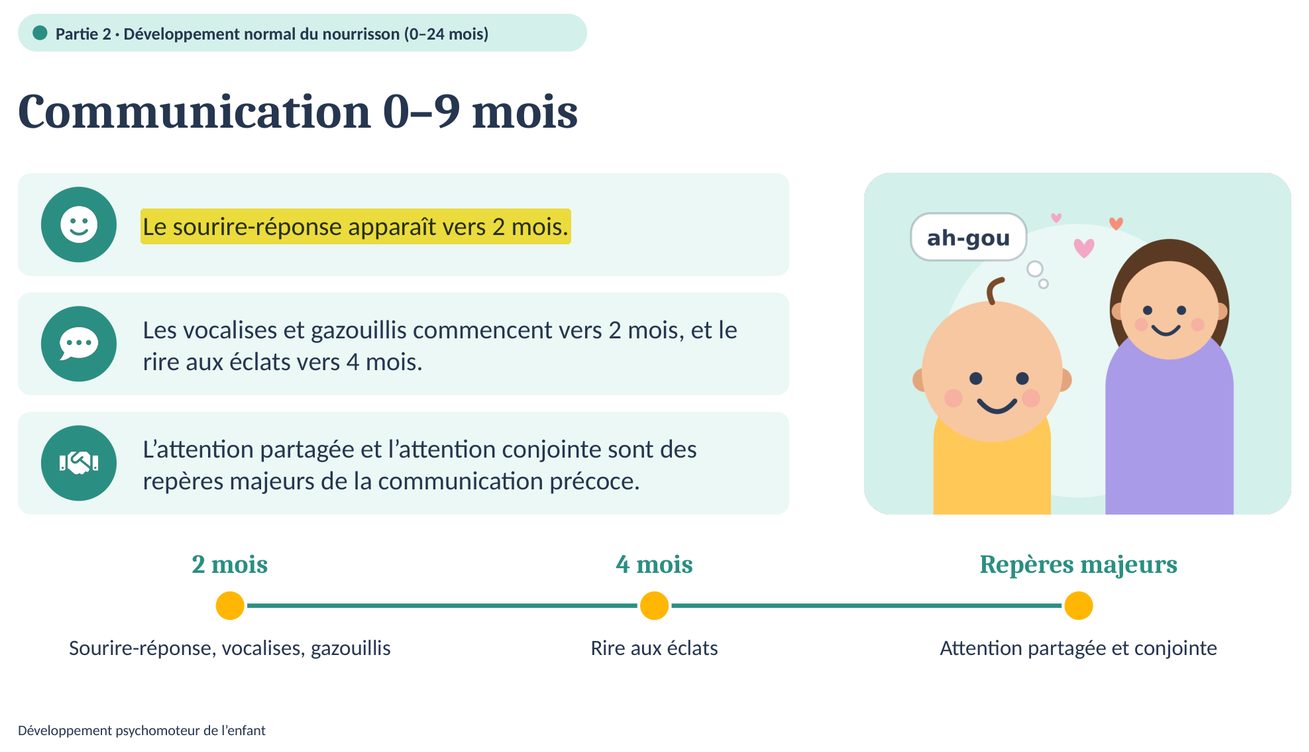 Partie 2 · Développement normal du nourrisson (0–24 mois)
Communication 0–9 mois
Le sourire-réponse apparaît vers 2 mois.
Les vocalises et gazouillis commencent vers 2 mois, et le
rire aux éclats vers 4 mois.
L’attention partagée et l’attention conjointe sont des
repères majeurs de la communication précoce.
ah-gou
2 mois
4 mois
Repères majeurs
Sourire-réponse, vocalises, gazouillis
Rire aux éclats
Attention partagée et conjointe
Développement psychomoteur de l’enfant